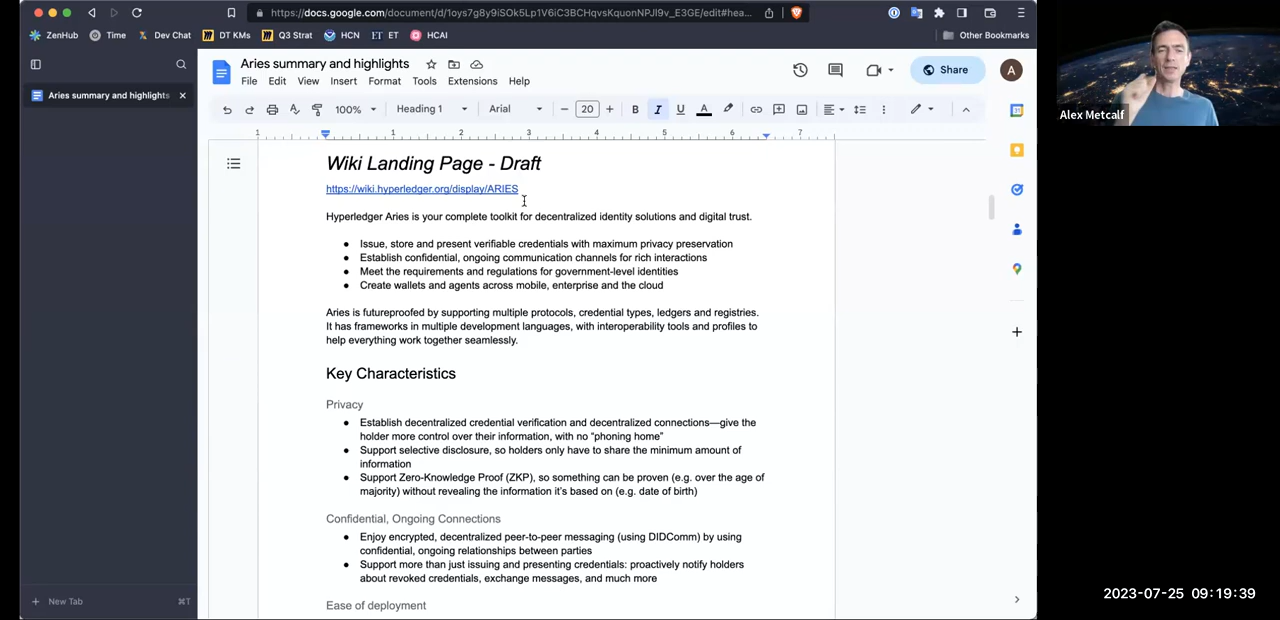 https://docs.google.com/document/d/1oys7g8y9iSOk5Lp1V6iC3BCHqvsKquonNPJl9v_E3GE/edit#hea...
ZenHub Time Dev Chat DT KMs Q3 Strat HCN ET ET HCAI Other Bookmarks
Aries summary and highlights
Aries summary and highlights
A Share
File Edit View Insert Format Tools Extensions Help
100% Heading 1 Arial 20 B I U A
1 1 2 3 4 5 6 7
Alex Metcalf
Wiki Landing Page - Draft
https://wiki.hyperledger.org/display/ARIES
Hyperledger Aries is your complete toolkit for decentralized identity solutions and digital trust.
● Issue, store and present verifiable credentials with maximum privacy preservation
● Establish confidential, ongoing communication channels for rich interactions
● Meet the requirements and regulations for government-level identities
● Create wallets and agents across mobile, enterprise and the cloud
Aries is futureproofed by supporting multiple protocols, credential types, ledgers and registries.
It has frameworks in multiple development languages, with interoperability tools and profiles to
help everything work together seamlessly.
Key Characteristics
Privacy
● Establish decentralized credential verification and decentralized connections—give the
holder more control over their information, with no “phoning home”
● Support selective disclosure, so holders only have to share the minimum amount of
information
● Support Zero-Knowledge Proof (ZKP), so something can be proven (e.g. over the age of
majority) without revealing the information it's based on (e.g. date of birth)
Confidential, Ongoing Connections
● Enjoy encrypted, decentralized peer-to-peer messaging (using DIDComm) by using
confidential, ongoing relationships between parties
● Support more than just issuing and presenting credentials: proactively notify holders
about revoked credentials, exchange messages, and much more
Ease of deployment
New Tab ⌘T
2023-07-25 09:19:39